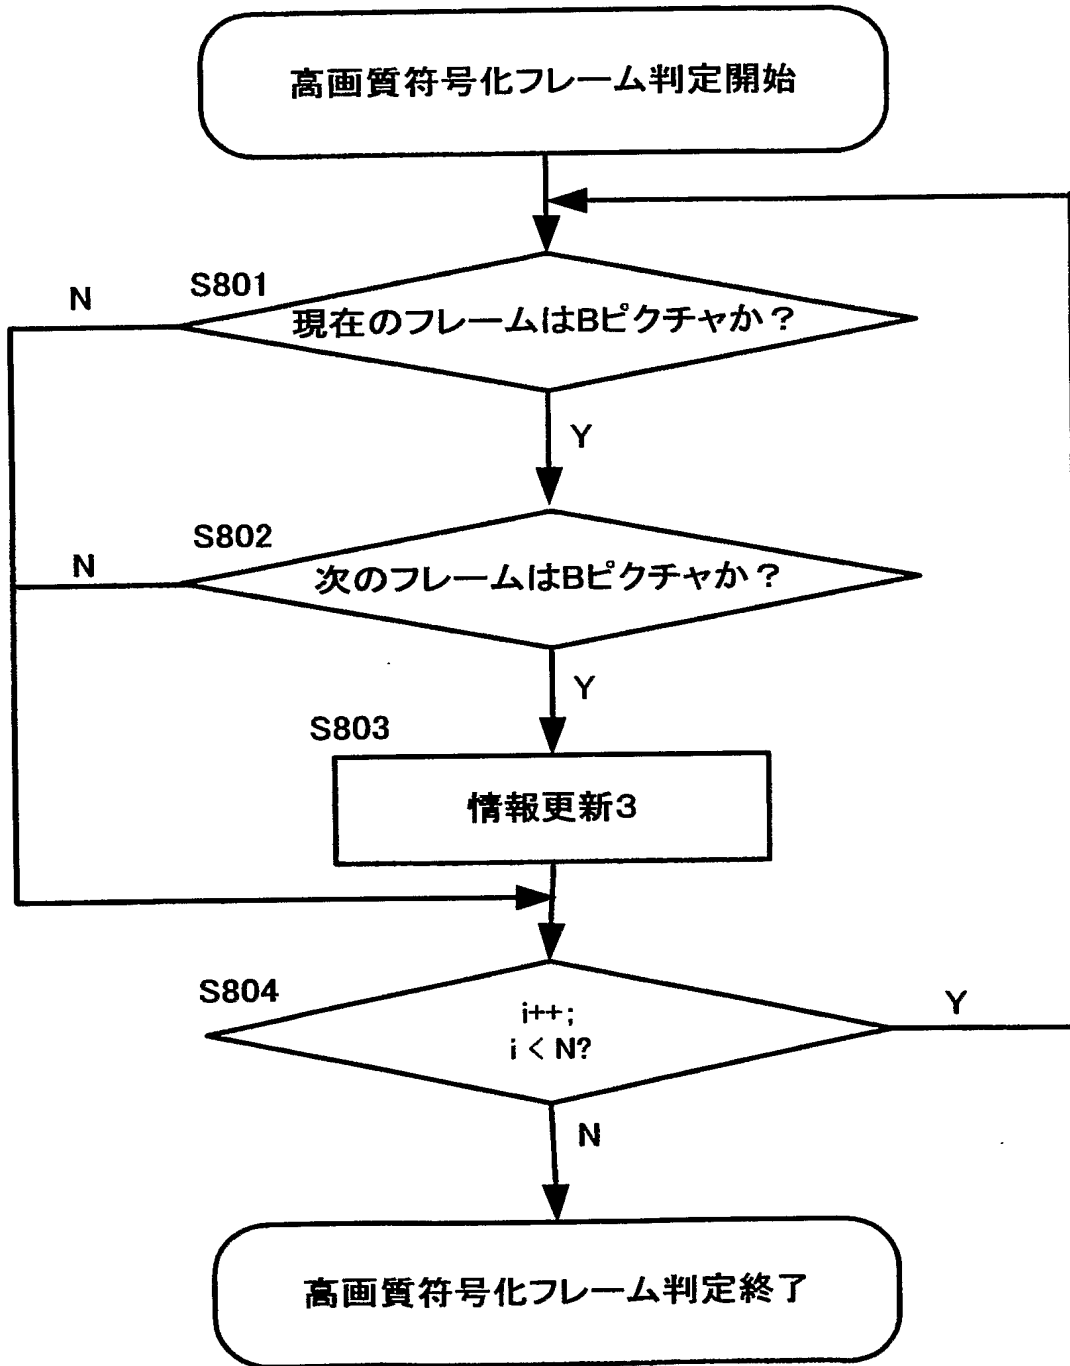 高画質符号化フレーム判定開始
S801
N
現在のフレームはBピクチャか？
Y
S802
N
次のフレームはBピクチャか？
Y
S803
情報更新3
S804
i++;
i < N?
Y
N
高画質符号化フレーム判定終了